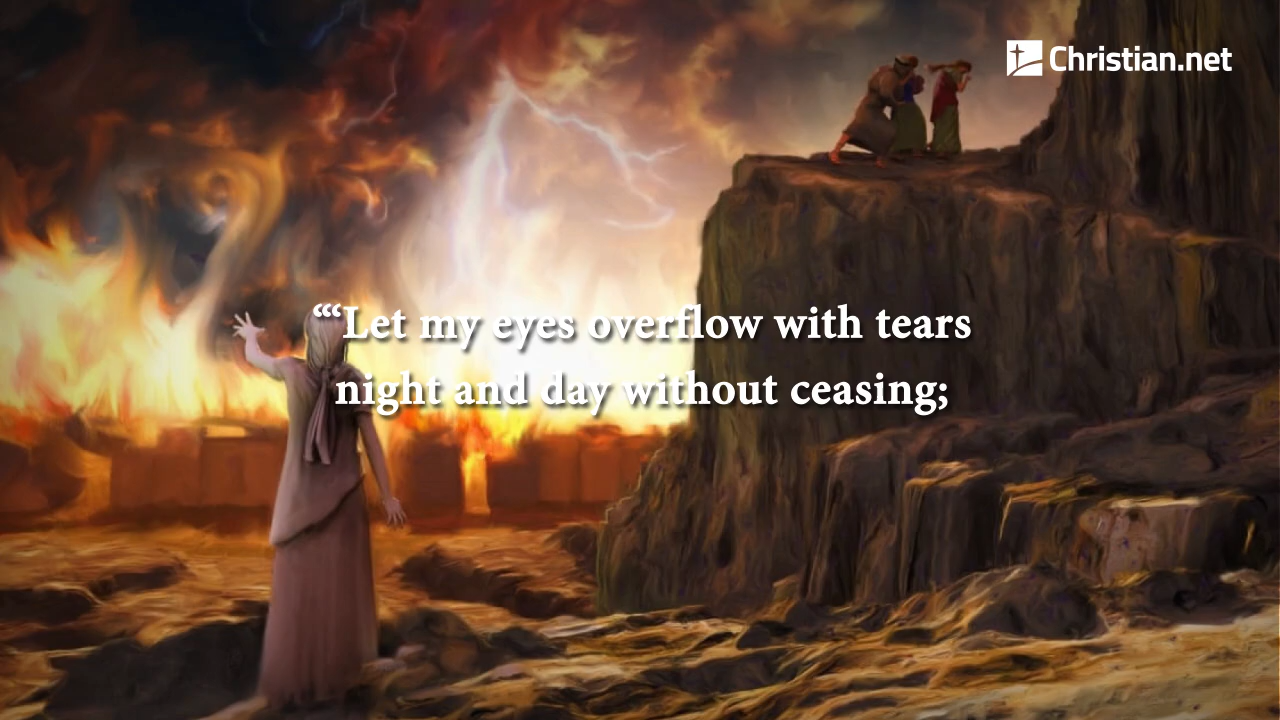 Christian.net
“‘“Let my eyes overflow with tears
night and day without ceasing;